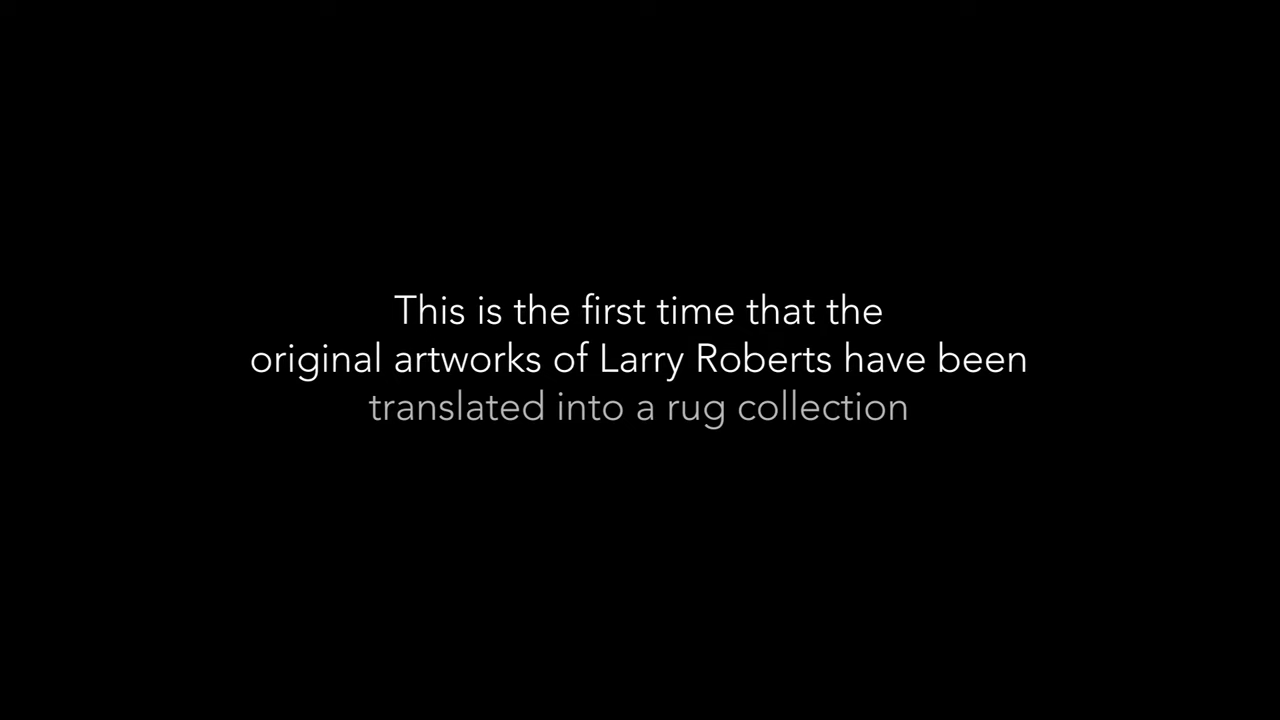 This is the first time that the
original artworks of Larry Roberts have been
translated into a rug collection